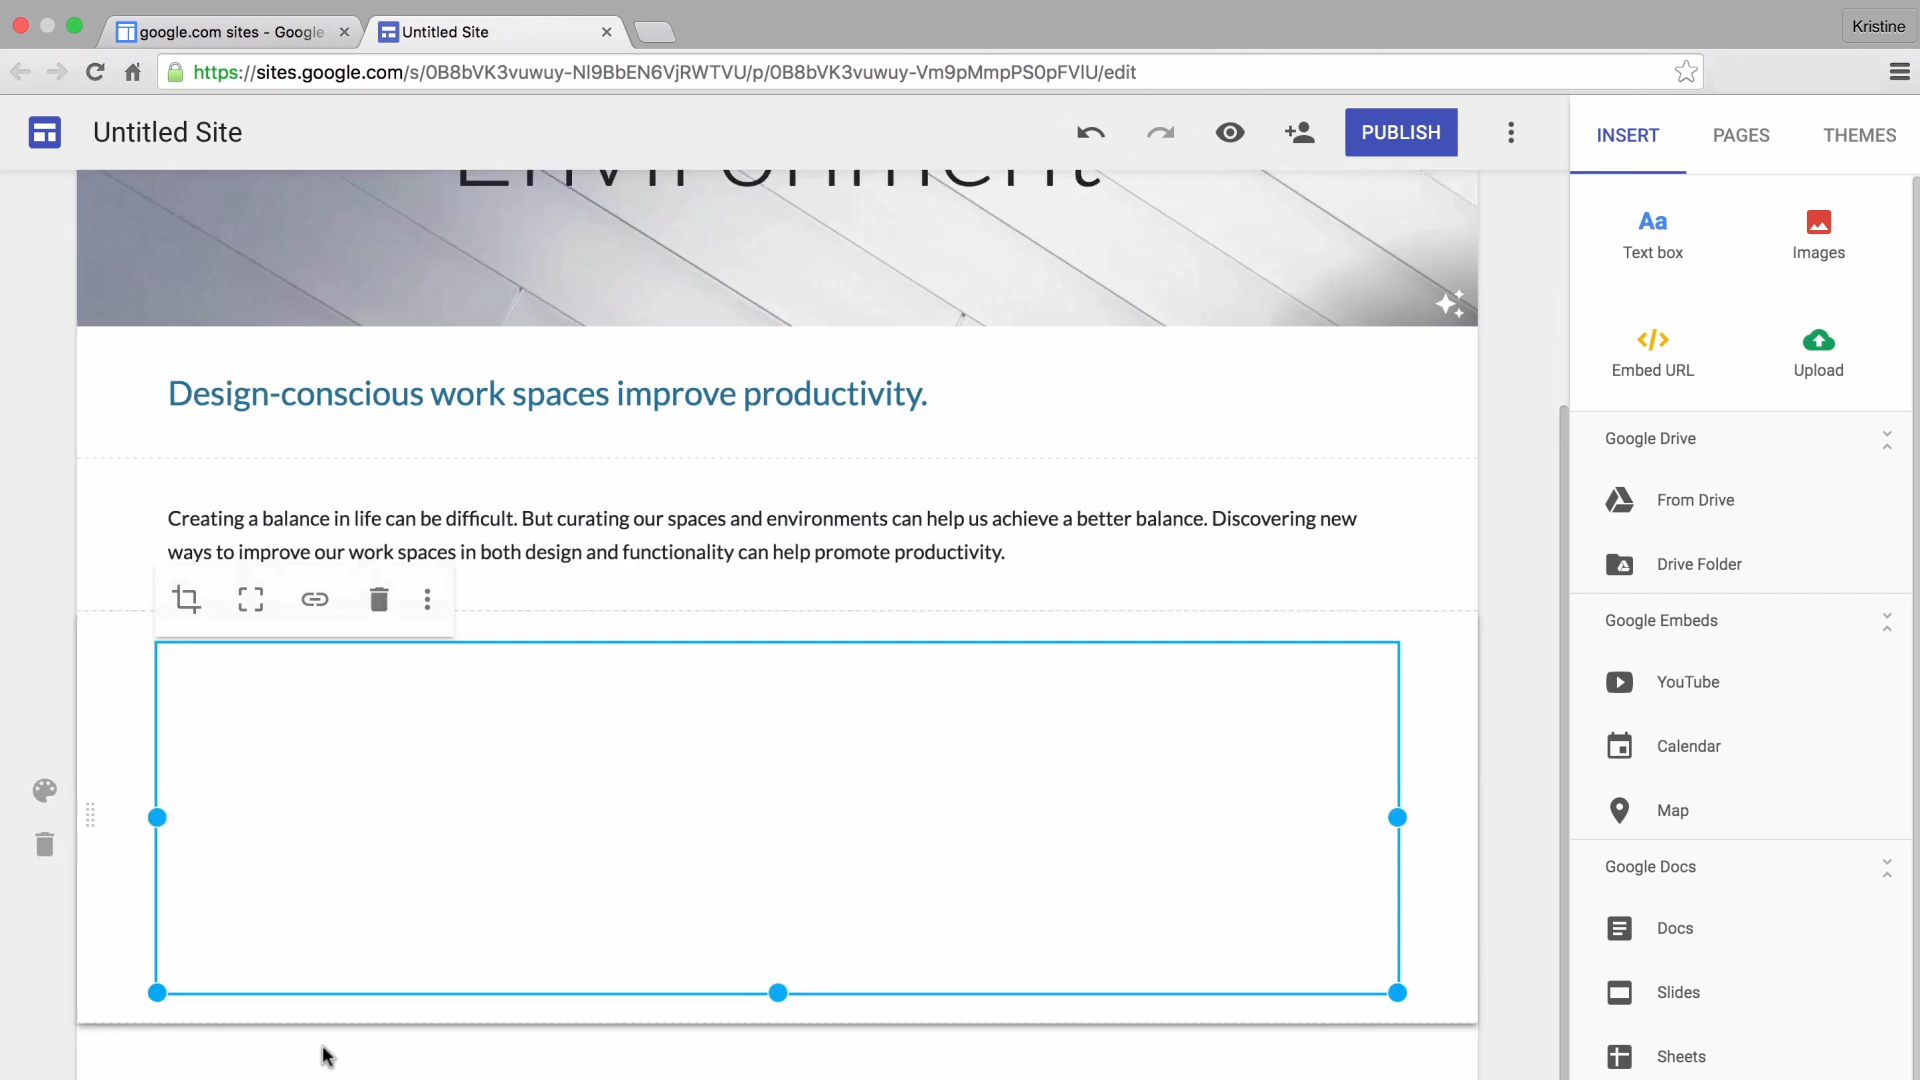 google.com sites - Google
Untitled Site
Kristine
https://sites.google.com/s/0B8bVK3vuwuy-Nl9BbEN6VjRWTVU/p/0B8bVK3vuwuy-Vm9pMmpPS0pFVlU/edit
Untitled Site
PUBLISH
INSERT
PAGES
THEMES
Environment
Aa
Text box
Images
Embed URL
Upload
Design-conscious work spaces improve productivity.
Google Drive
From Drive
Drive Folder
Creating a balance in life can be difficult. But curating our spaces and environments can help us achieve a better balance. Discovering new
ways to improve our work spaces in both design and functionality can help promote productivity.
Google Embeds
YouTube
Calendar
Map
Google Docs
Docs
Slides
Sheets